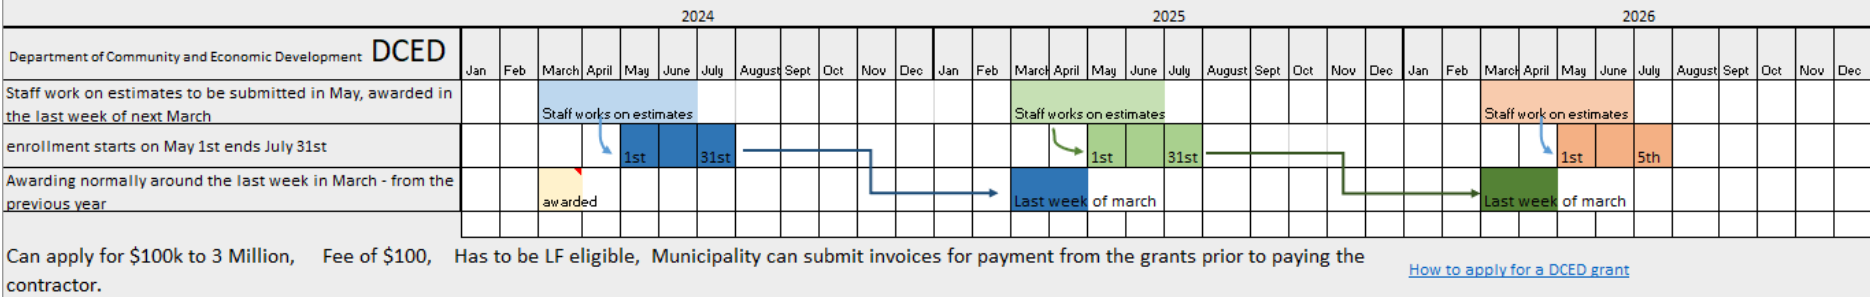 2024 2025 2026
Department of Community and Economic Development DCED
Jan Feb March April May June July August Sept Oct Nov Dec Jan Feb March April May June July August Sept Oct Nov Dec Jan Feb March April May June July August Sept Oct Nov Dec
Staff work on estimates to be submitted in May, awarded in
the last week of next March
Staff works on estimates Staff works on estimates Staff work on estimates
enrollment starts on May 1st ends July 31st
1st 31st 1st 31st 1st 5th
Awarding normally around the last week in March - from the
previous year
awarded Last week of march Last week of march
Can apply for $100k to 3 Million, Fee of $100, Has to be LF eligible, Municipality can submit invoices for payment from the grants prior to paying the
contractor.
How to apply for a DCED grant